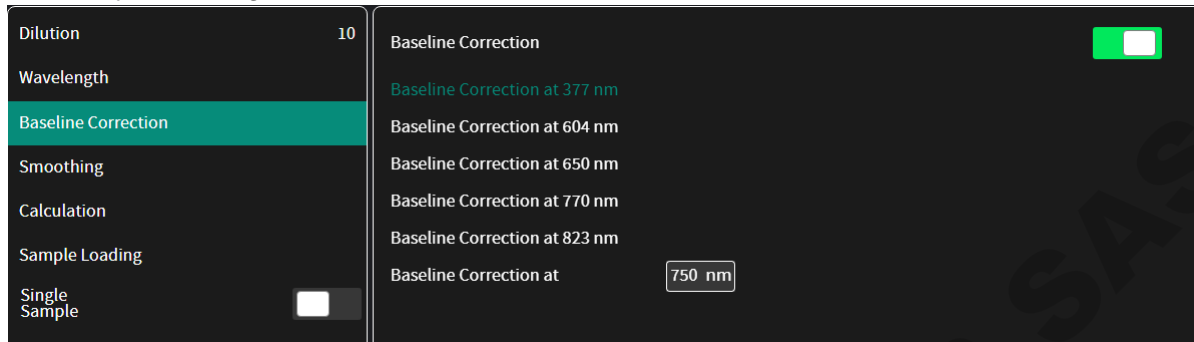 Dilution 10
Wavelength
Baseline Correction
Smoothing
Calculation
Sample Loading
Single
Sample
Baseline Correction
Baseline Correction at 377 nm
Baseline Correction at 604 nm
Baseline Correction at 650 nm
Baseline Correction at 770 nm
Baseline Correction at 823 nm
Baseline Correction at 750 nm
SAS